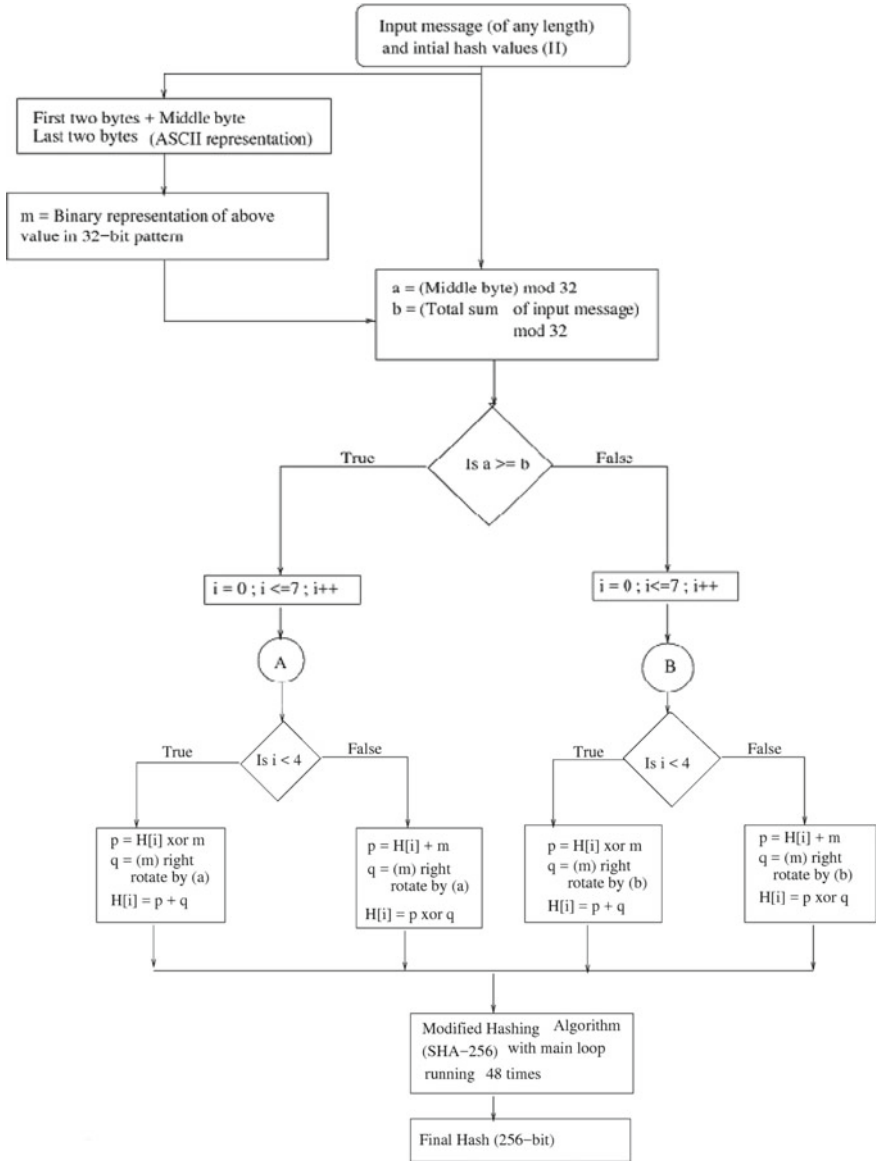 Input message (of any length)
and intial hash values (II)
First two bytes + Middle byte
Last two bytes (ASCII representation)
m = Binary representation of above
value in 32−bit pattern
a = (Middle byte) mod 32
b = (Total sum of input message)
mod 32
Is a >= b
True
False
i = 0 ; i <=7 ; i++
i = 0 ; i<=7 ; i++
A
B
Is i < 4
True
False
Is i < 4
True
False
p = H[i] xor m
q = (m) right
rotate by (a)
H[i] = p + q
p = H[i] + m
q = (m) right
rotate by (a)
H[i] = p xor q
p = H[i] xor m
q = (m) right
rotate by (b)
H[i] = p + q
p = H[i] + m
q = (m) right
rotate by (b)
H[i] = p xor q
Modified Hashing Algorithm
(SHA−256) with main loop
running 48 times
Final Hash (256−bit)